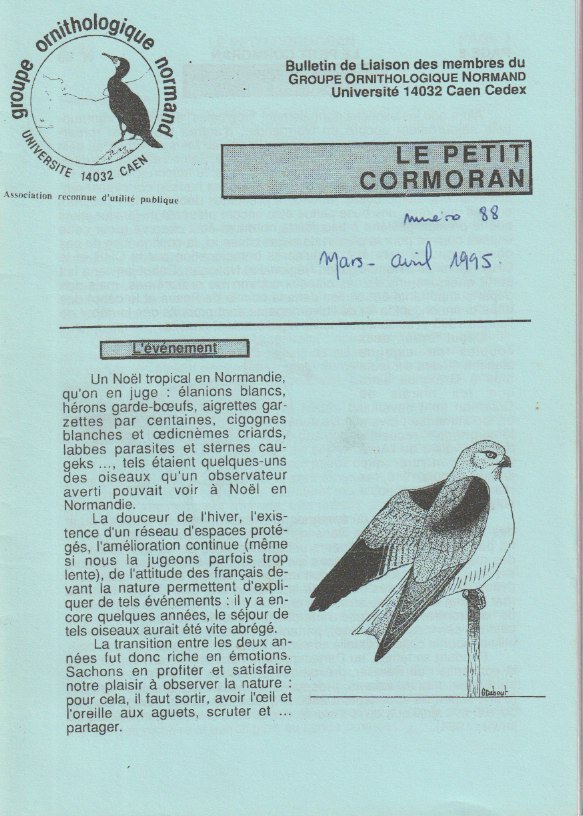 groupe ornithologique normand
UNIVERSITE 14032 CAEN
Association reconnue d'utilité publique
Bulletin de Liaison des membres du
GROUPE ORNITHOLOGIQUE NORMAND
Université 14032 Caen Cedex
LE PETIT
CORMORAN
numéro 88
Mars - avril 1995.
L'événement
Un Noël tropical en Normandie,
qu'on en juge : élanions blancs,
hérons garde-bœufs, aigrettes gar-
zettes par centaines, cigognes
blanches et œdicnèmes criards,
labbes parasites et sternes cau-
geks ..., tels étaient quelques-uns
des oiseaux qu'un observateur
averti pouvait voir à Noël en
Normandie.
La douceur de l'hiver, l'exis-
tence d'un réseau d'espaces proté-
gés, l'amélioration continue (même
si nous la jugeons parfois trop
lente), de l'attitude des français de-
vant la nature permettent d'expli-
quer de tels événements : il y a en-
core quelques années, le séjour de
tels oiseaux aurait été vite abrégé.
La transition entre les deux an-
nées fut donc riche en émotions.
Sachons en profiter et satisfaire
notre plaisir à observer la nature :
pour cela, il faut sortir, avoir l'œil et
l'oreille aux aguets, scruter et ...
partager.
GDebout